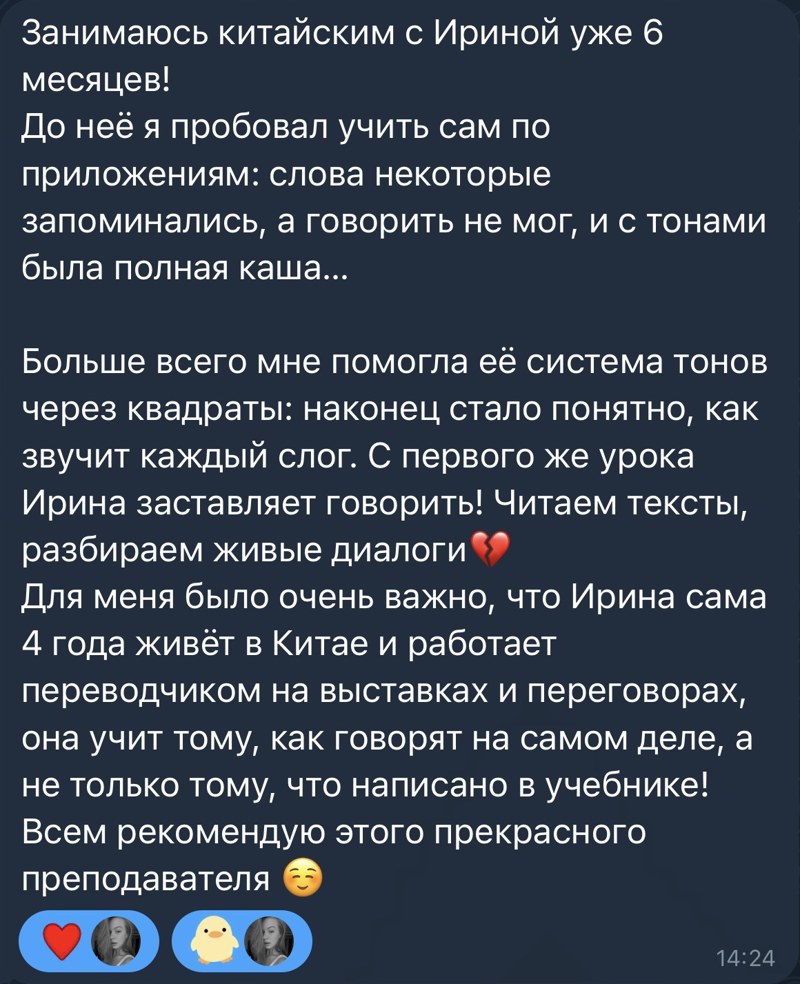 Занимаюсь китайским с Ириной уже 6
месяцев!
До неё я пробовал учить сам по
приложениям: слова некоторые
запоминались, а говорить не мог, и с тонами
была полная каша...
Больше всего мне помогла её система тонов
через квадраты: наконец стало понятно, как
звучит каждый слог. С первого же урока
Ирина заставляет говорить! Читаем тексты,
разбираем живые диалоги💔
Для меня было очень важно, что Ирина сама
4 года живёт в Китае и работает
переводчиком на выставках и переговорах,
она учит тому, как говорят на самом деле, а
не только тому, что написано в учебнике!
Всем рекомендую этого прекрасного
преподавателя ☺️
14:24